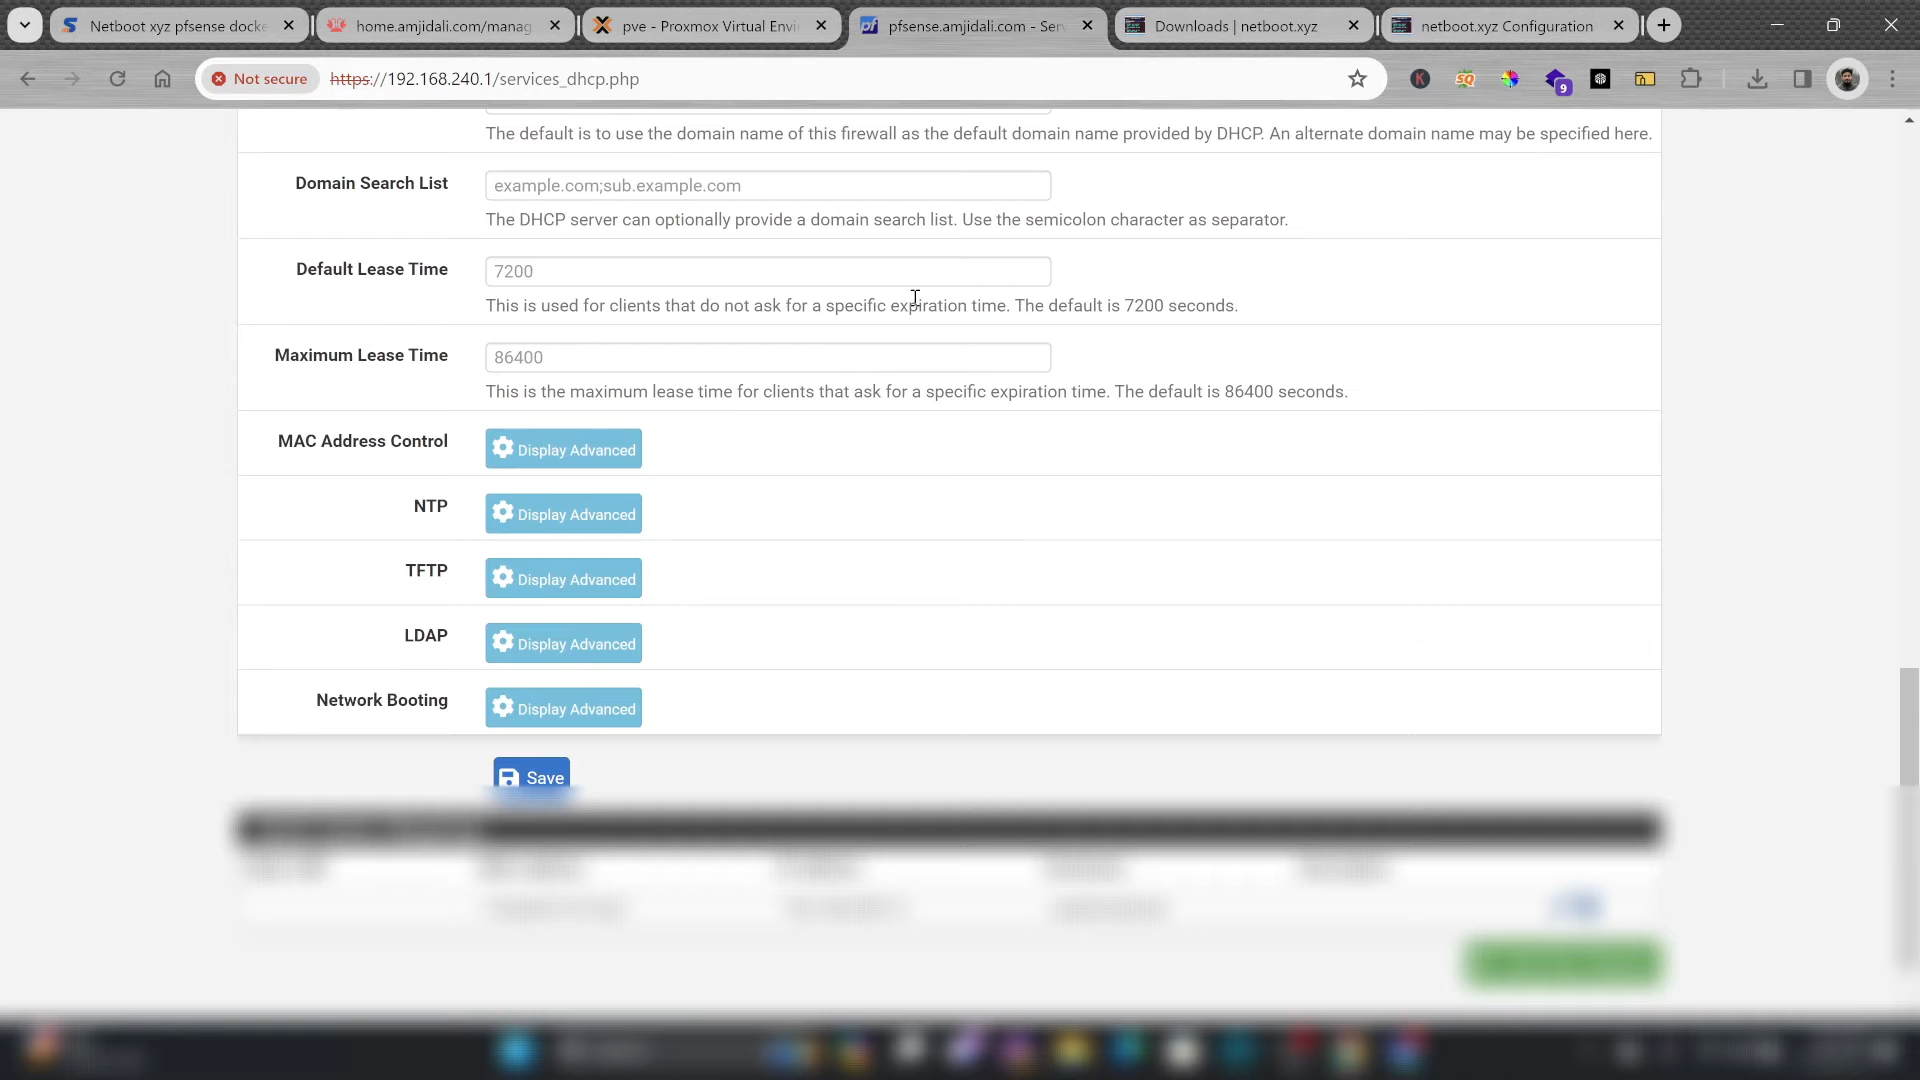 Netboot xyz pfsense docke
home.amjidali.com/manag
pve - Proxmox Virtual Envi
pfsense.amjidali.com - Ser
Downloads | netboot.xyz
netboot.xyz Configuration
Not secure
https://192.168.240.1/services_dhcp.php
9
The default is to use the domain name of this firewall as the default domain name provided by DHCP. An alternate domain name may be specified here.
Domain Search List
example.com;sub.example.com
The DHCP server can optionally provide a domain search list. Use the semicolon character as separator.
Default Lease Time
7200
This is used for clients that do not ask for a specific expiration time. The default is 7200 seconds.
Maximum Lease Time
86400
This is the maximum lease time for clients that ask for a specific expiration time. The default is 86400 seconds.
MAC Address Control
Display Advanced
NTP
Display Advanced
TFTP
Display Advanced
LDAP
Display Advanced
Network Booting
Display Advanced
Save